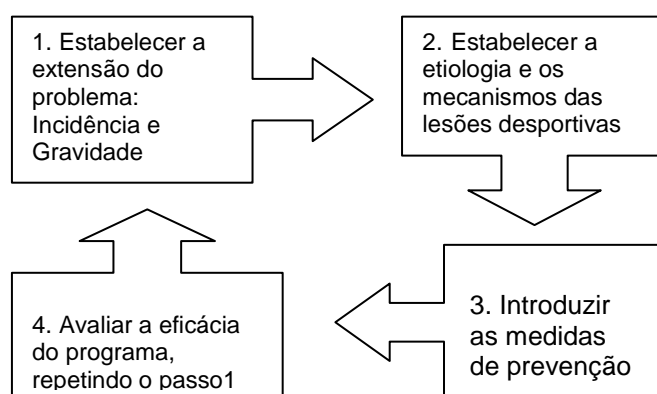 1. Estabelecer a
extensão do
problema:
Incidência e
Gravidade
2. Estabelecer a
etiologia e os
mecanismos das
lesões desportivas
3. Introduzir
as medidas
de prevenção
4. Avaliar a eficácia
do programa,
repetindo o passo1